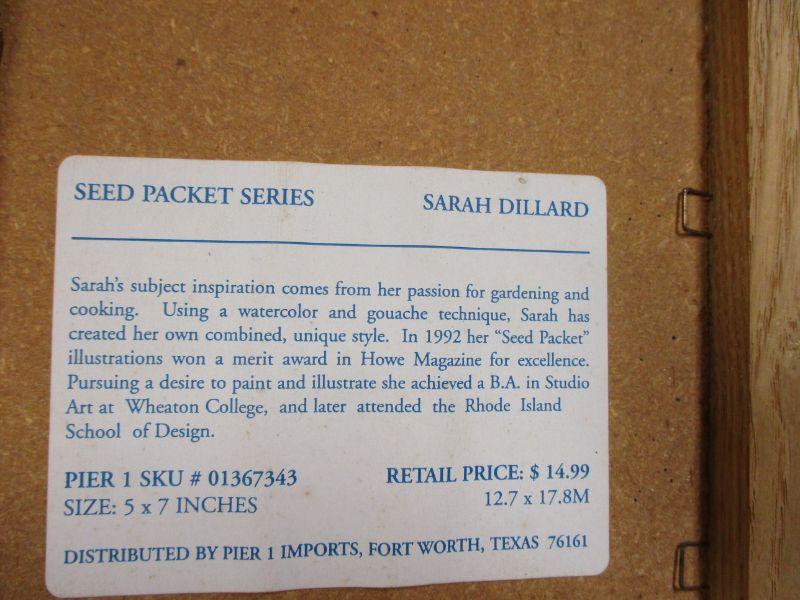 SEED PACKET SERIES SARAH DILLARD
Sarah's subject inspiration comes from her passion for gardening and
cooking. Using a watercolor and gouache technique, Sarah has
created her own combined, unique style. In 1992 her "Seed Packet"
illustrations won a merit award in Howe Magazine for excellence.
Pursuing a desire to paint and illustrate she achieved a B.A. in Studio
Art at Wheaton College, and later attended the Rhode Island
School of Design.
PIER 1 SKU # 01367343 RETAIL PRICE: $ 14.99
SIZE: 5 x 7 INCHES 12.7 x 17.8M
DISTRIBUTED BY PIER 1 IMPORTS, FORT WORTH, TEXAS 76161